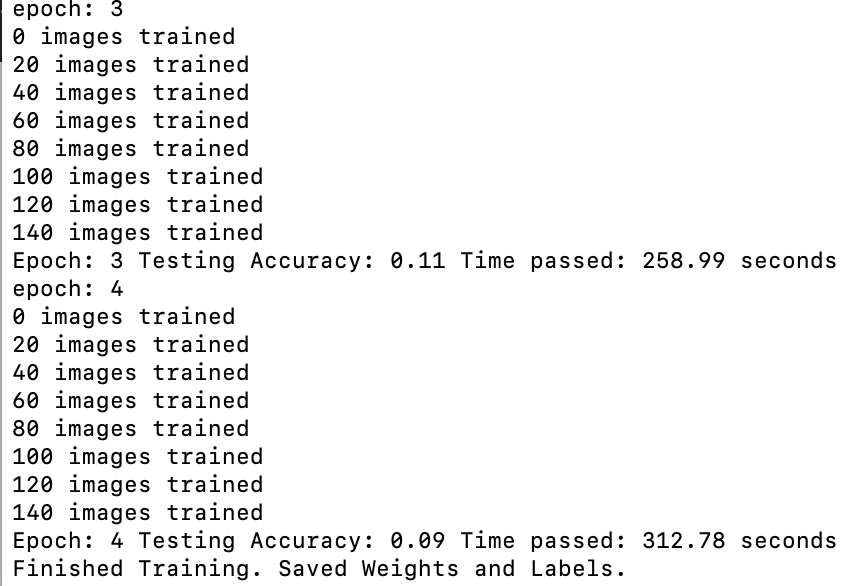 epoch: 3
0 images trained
20 images trained
40 images trained
60 images trained
80 images trained
100 images trained
120 images trained
140 images trained
Epoch: 3 Testing Accuracy: 0.11 Time passed: 258.99 seconds
epoch: 4
0 images trained
20 images trained
40 images trained
60 images trained
80 images trained
100 images trained
120 images trained
140 images trained
Epoch: 4 Testing Accuracy: 0.09 Time passed: 312.78 seconds
Finished Training. Saved Weights and Labels.